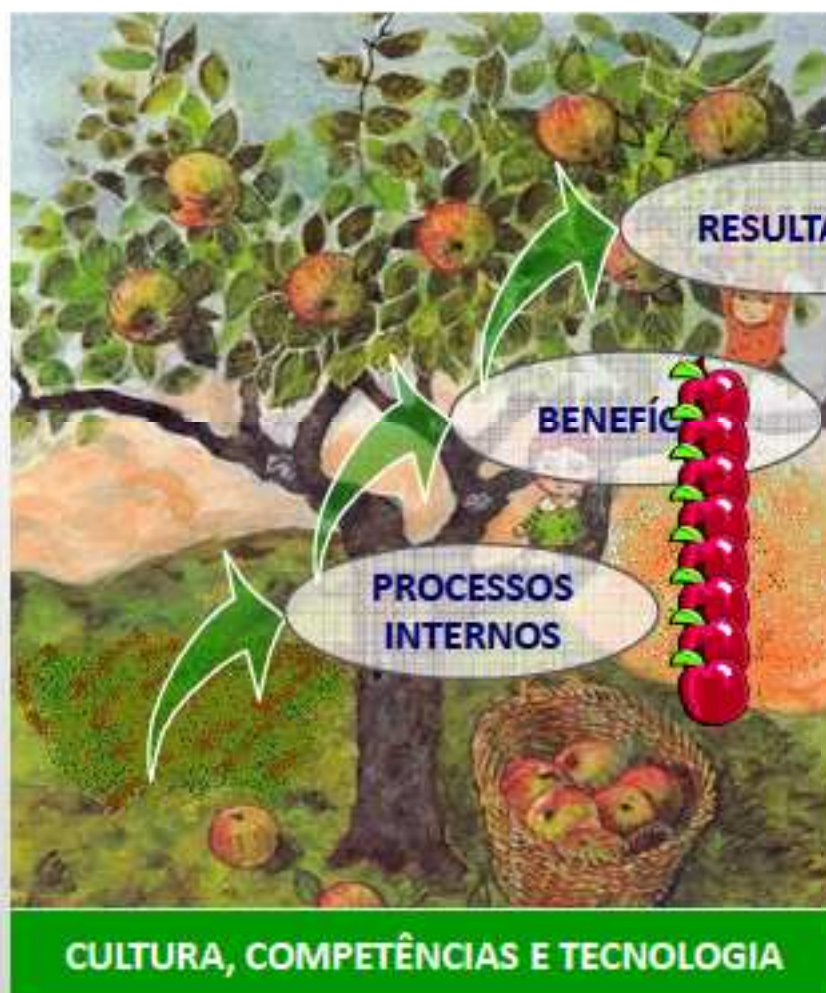 RESULTA
BENEFÍC
PROCESSOS
INTERNOS
CULTURA, COMPETÊNCIAS E TECNOLOGIA